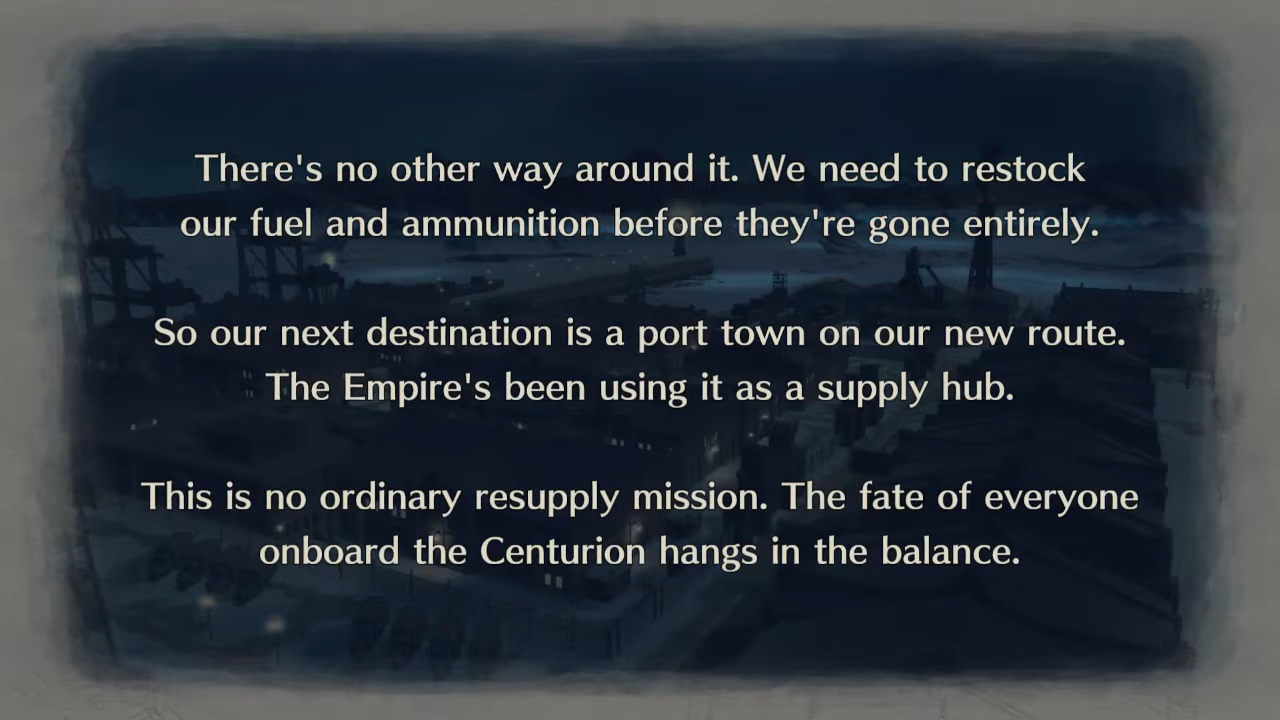 There's no other way around it. We need to restock
our fuel and ammunition before they're gone entirely.
So our next destination is a port town on our new route.
The Empire's been using it as a supply hub.
This is no ordinary resupply mission. The fate of everyone
onboard the Centurion hangs in the balance.